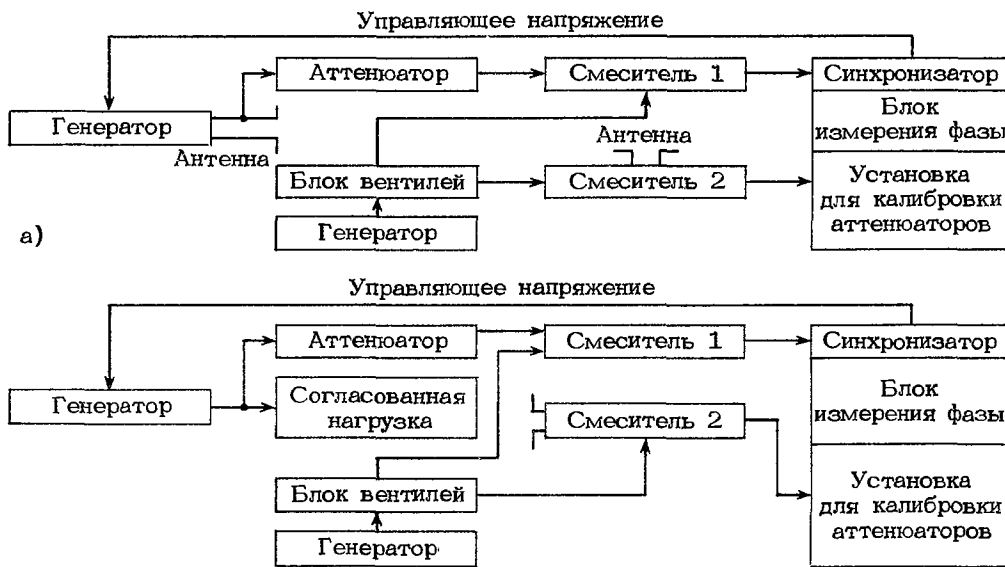 Управляющее напряжение
Аттенюатор
Смеситель 1
Синхронизатор
Генератор
Блок
измерения фазы
Антенна
Антенна
Блок вентилей
Смеситель 2
Установка
для калибровки
аттенюаторов
Генератор
а)
Управляющее напряжение
Аттенюатор
Смеситель 1
Синхронизатор
Генератор
Согласованная
нагрузка
Смеситель 2
Блок
измерения фазы
Блок вентилей
Установка
для калибровки
аттенюаторов
Генератор